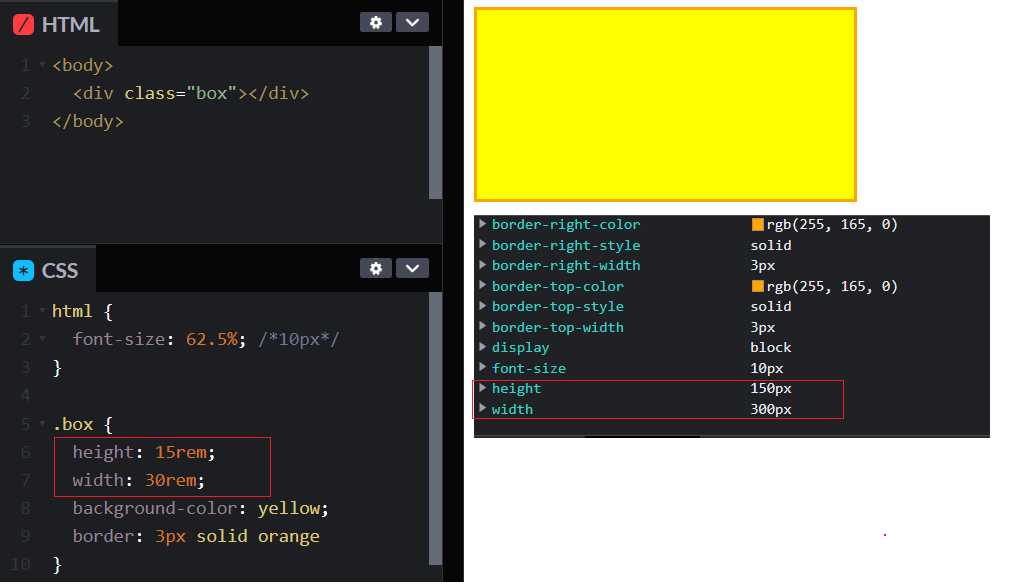 HTML
1 <body>
2 <div class="box"></div>
3 </body>
CSS
1 html {
2 font-size: 62.5%; /*10px*/
3 }
4
5 .box {
6 height: 15rem;
7 width: 30rem;
8 background-color: yellow;
9 border: 3px solid orange
10 }
border-right-color rgb(255, 165, 0)
border-right-style solid
border-right-width 3px
border-top-color rgb(255, 165, 0)
border-top-style solid
border-top-width 3px
display block
font-size 10px
height 150px
width 300px